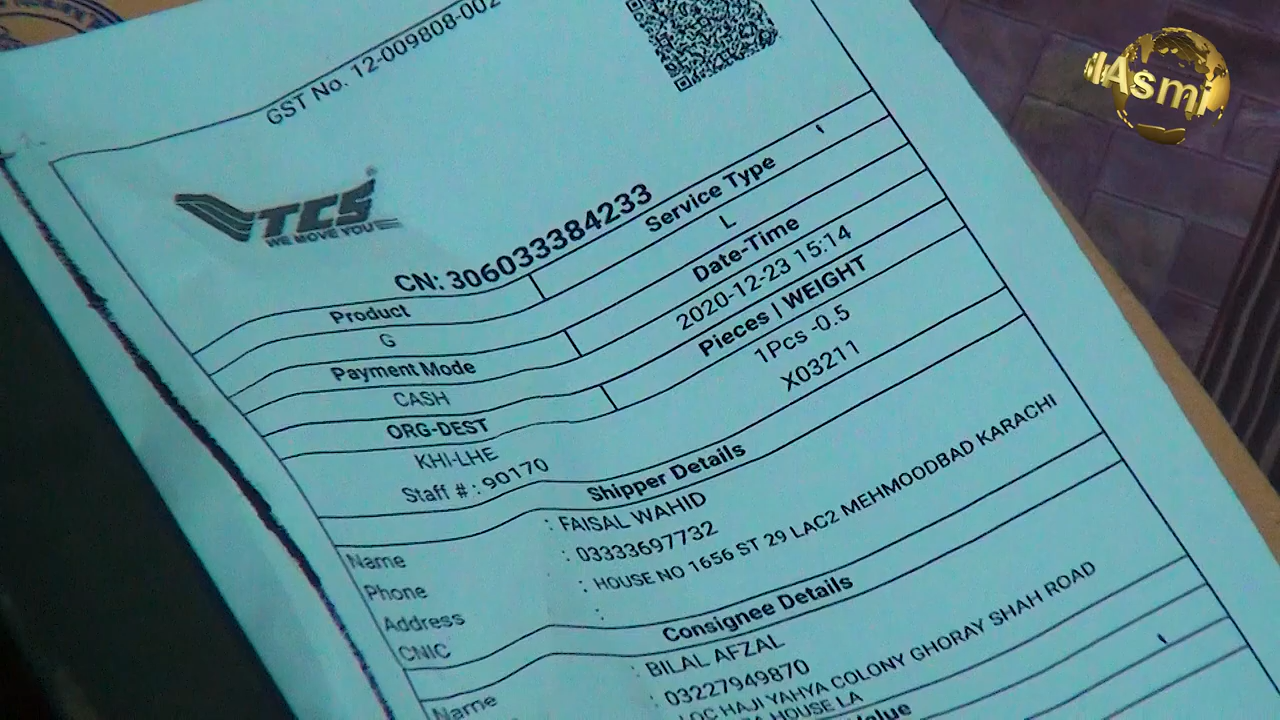 GST No. 12-009808-002
TCS
WE MOVE YOU
CN: 306033384233
Product
Service Type
G
L
Payment Mode
Date-Time
CASH
2020-12-23 15:14
ORG-DEST
Pieces | WEIGHT
KHI-LHE
1Pcs -0.5
Staff # : 90170
X03211
Shipper Details
Name : FAISAL WAHID
Phone : 03333697732
Address : HOUSE NO 1656 ST 29 LAC2 MEHMOODBAD KARACHI
CNIC :
Consignee Details
Name : BILAL AFZAL
: 03227949870
HAJI YAHYA COLONY GHORAY SHAH ROAD
HOUSE LA
Asmi